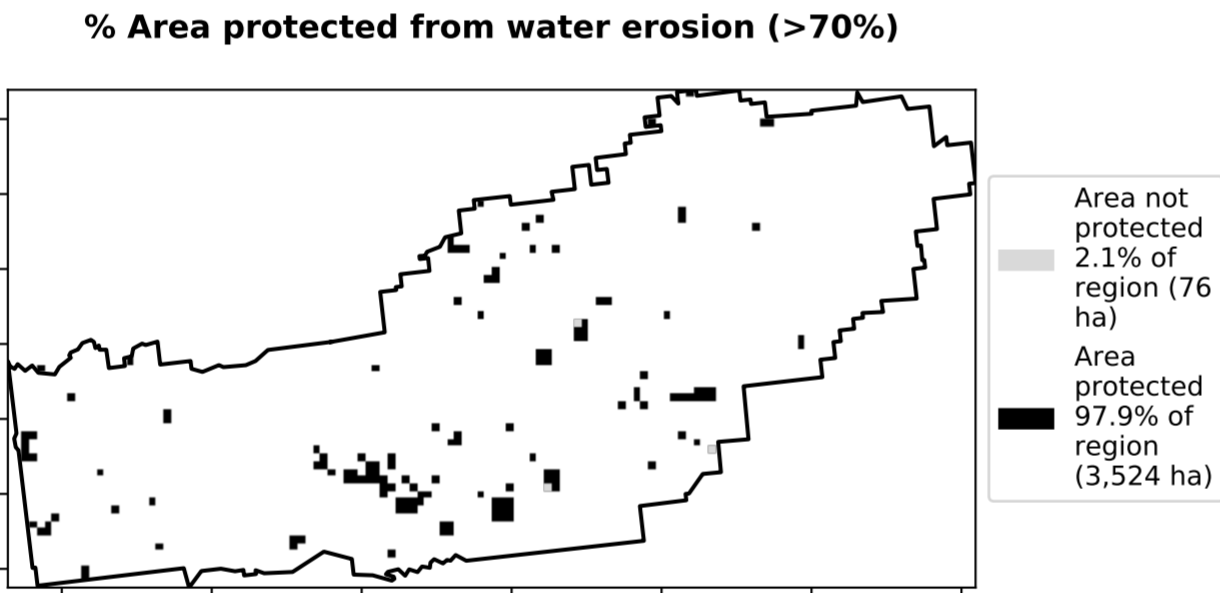 % Area protected from water erosion (>70%)
Area not
protected
2.1% of
region (76
ha)
Area
protected
97.9% of
region
(3,524 ha)